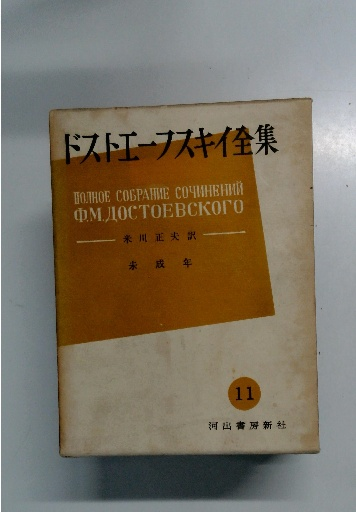 ドストエーフスキイ全集
ПОЛНОЕ СОБРАНИЕ СОЧИНЕНИЙ
Ф.М.ДОСТОЕВСКОГО
米川正夫訳
未成年
11
河出書房新社